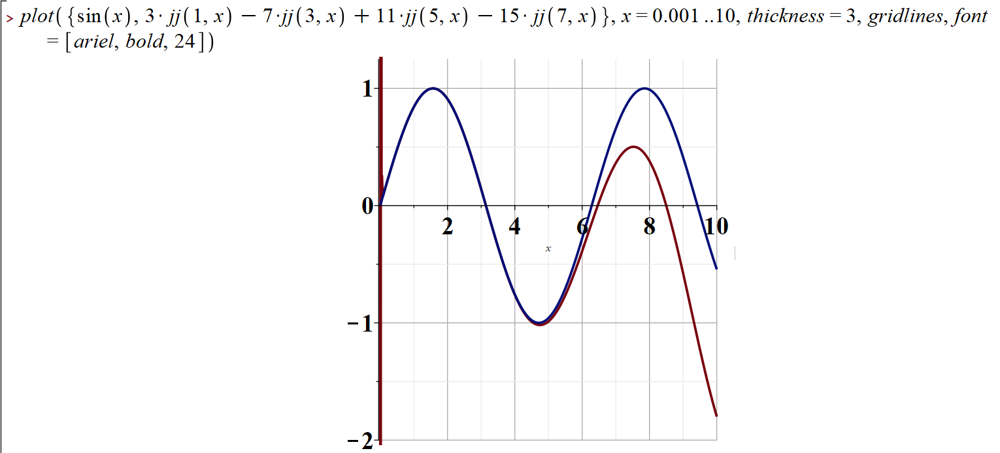 > plot( {sin(x), 3· jj(1, x) − 7·jj(3, x) + 11·jj(5, x) − 15· jj(7, x)}, x = 0.001 ..10, thickness = 3, gridlines, font
= [ariel, bold, 24])
1
0
2 4 6 8 10
x
−1
−2